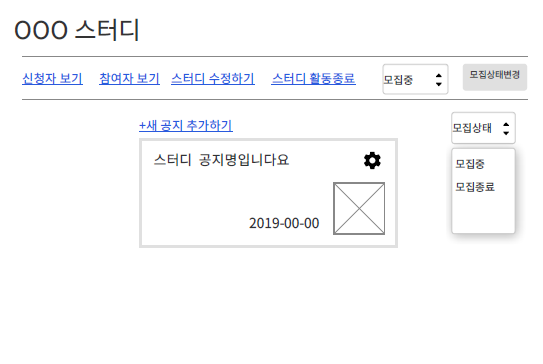 OOO 스터디
신청자 보기 참여자 보기 스터디 수정하기 스터디 활동종료 모집중 모집상태변경
+새 공지 추가하기 모집상태
스터디 공지명입니다요 모집중
모집종료
2019-00-00